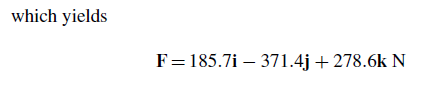 which yields
F = 185.7i − 371.4j + 278.6k N